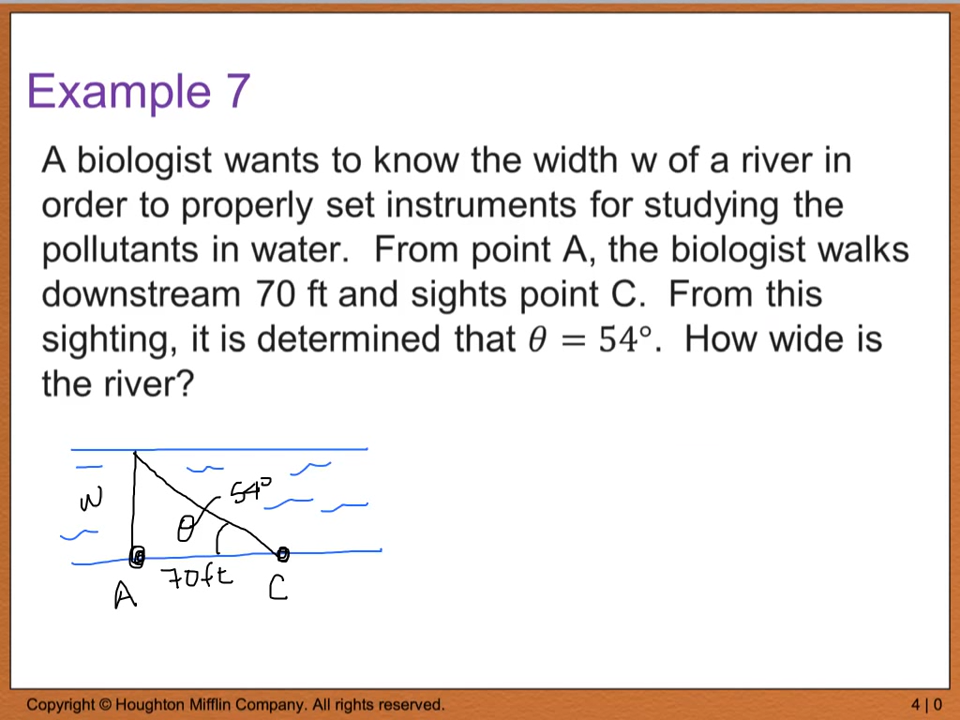 Example 7
A biologist wants to know the width w of a river in
order to properly set instruments for studying the
pollutants in water.  From point A, the biologist walks
downstream 70 ft and sights point C.  From this
sighting, it is determined that θ = 54°.  How wide is
the river?
w
54°
θ
70ft
A
C
Copyright © Houghton Mifflin Company. All rights reserved.
4 | 0